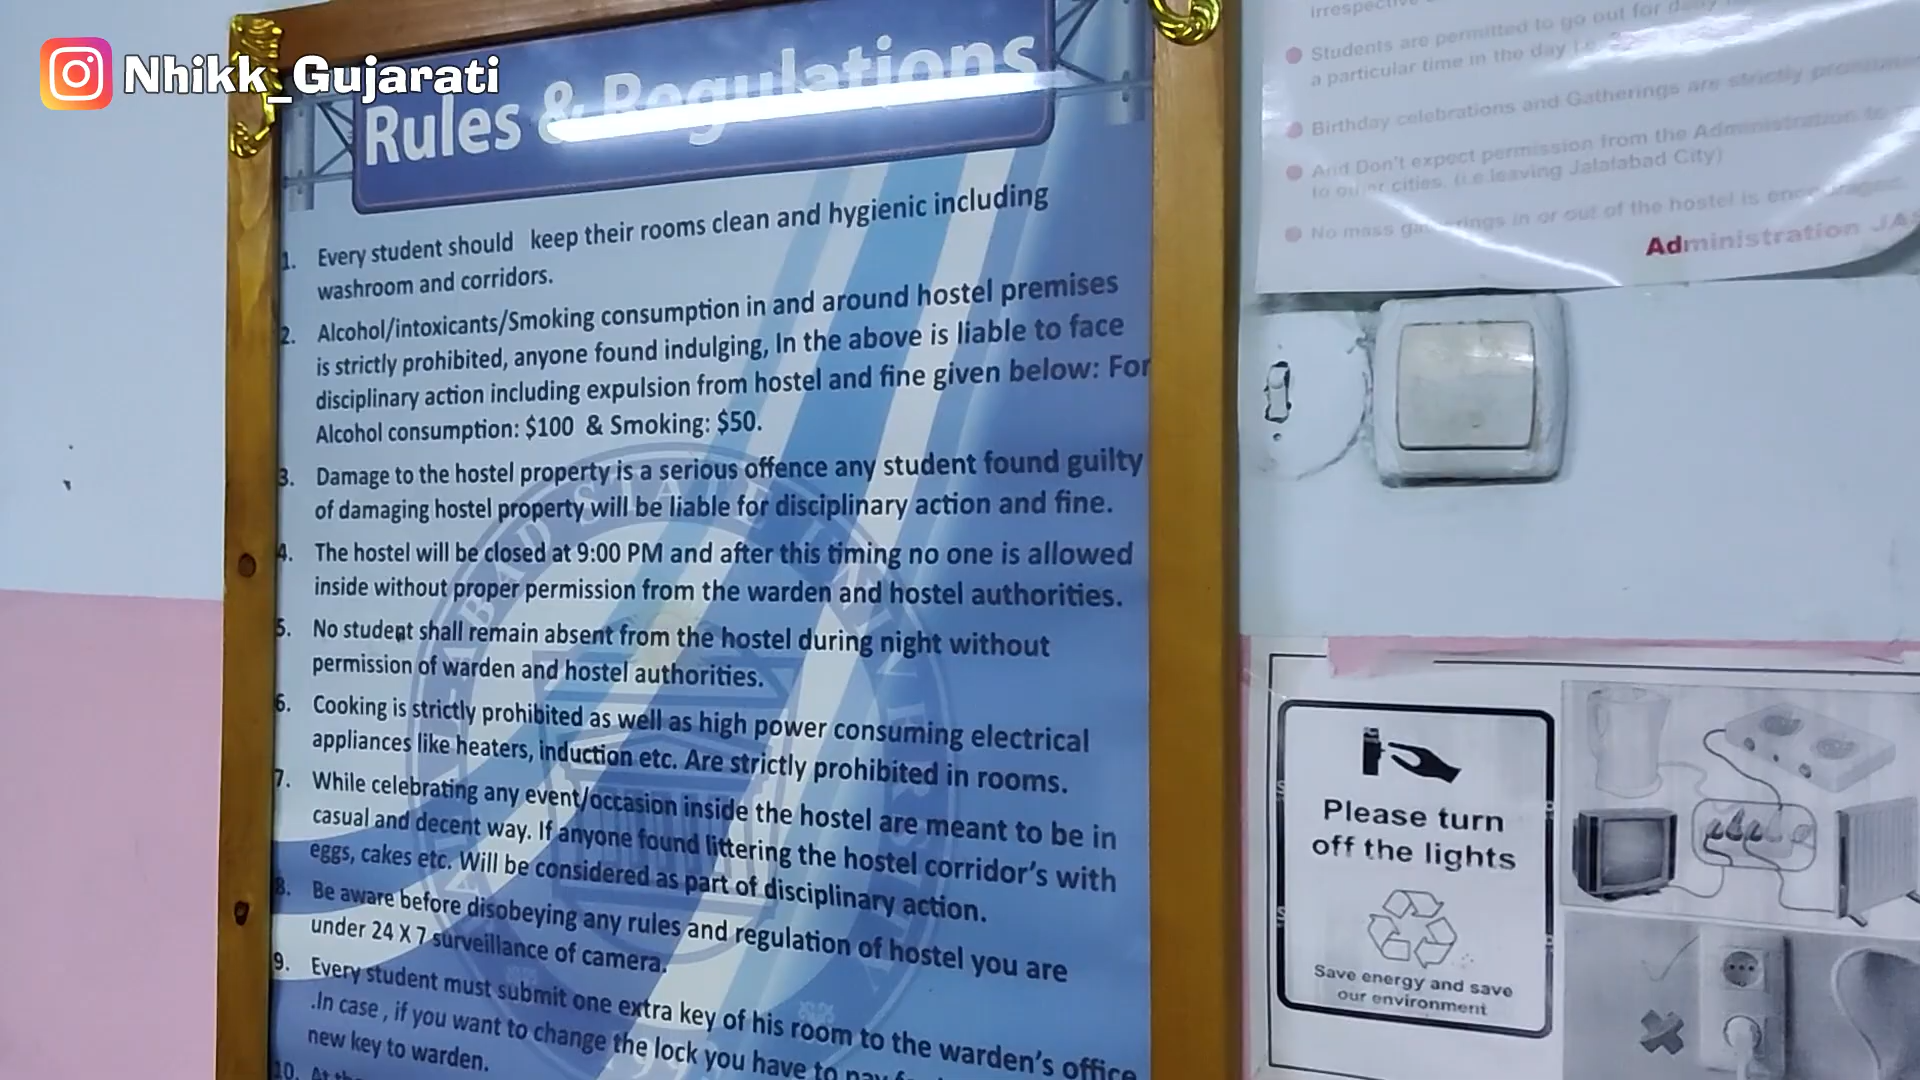 Nhikk_Gujarati
Rules & Regulations
1. Every student should keep their rooms clean and hygienic including
washroom and corridors.
2. Alcohol/intoxicants/Smoking consumption in and around hostel premises
is strictly prohibited, anyone found indulging, In the above is liable to face
disciplinary action including expulsion from hostel and fine given below: For
Alcohol consumption: $100 & Smoking: $50.
3. Damage to the hostel property is a serious offence any student found guilty
of damaging hostel property will be liable for disciplinary action and fine.
4. The hostel will be closed at 9:00 PM and after this timing no one is allowed
inside without proper permission from the warden and hostel authorities.
5. No student shall remain absent from the hostel during night without
permission of warden and hostel authorities.
6. Cooking is strictly prohibited as well as high power consuming electrical
appliances like heaters, induction etc. Are strictly prohibited in rooms.
7. While celebrating any event/occasion inside the hostel are meant to be in
casual and decent way. If anyone found littering the hostel corridor's with
eggs, cakes etc. Will be considered as part of disciplinary action.
8. Be aware before disobeying any rules and regulation of hostel you are
under 24 X 7 surveillance of camera.
9. Every student must submit one extra key of his room to the warden's office
.In case , if you want to change the lock you have to pay
new key to warden.
10. At
Students are permitted to go out for
a particular time in the day
Birthday celebrations and Gatherings are strictly
And Don't expect permission from the Administration to
cities. (i.e leaving Jalalabad City)
No mass in or out of the hostel is
Administration
Please turn
off the lights
Save energy and save
our environment